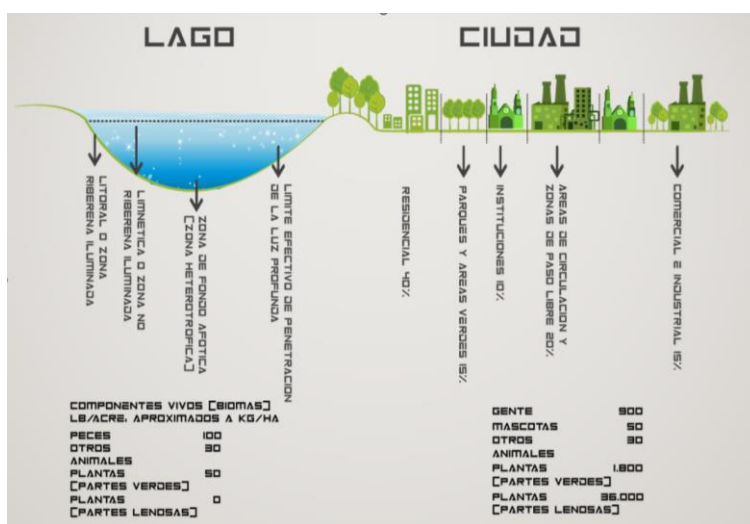 LAGO
CIUDAD
LITORAL O ZONA
RIBERENA ILUMINADA
LIMNETICA O ZONA NO
RIBERENA ILUMINADA
ZONA DE FONDO AFOTICA
[ZONA HETEROTROFICA]
LIMITE EFECTIVO DE PENETRACION
DE LA LUZ PROFUNDA
RESIDENCIAL 40%
PARQUES Y AREAS VERDES 15%
INSTITUCIONES 10%
AREAS DE CIRCULACION Y
ZONAS DE PASO LIBRE 20%
COMERCIAL E INDUSTRIAL 15%
COMPONENTES VIVOS [BIOMAS]
LB/ACRE, APROXIMADOS A KG/HA
PECES 100
OTROS 30
ANIMALES
PLANTAS 50
[PARTES VERDES]
PLANTAS 0
[PARTES LENOSAS]
GENTE 900
MASCOTAS 50
OTROS 30
ANIMALES
PLANTAS 1.800
[PARTES VERDES]
PLANTAS 36.000
[PARTES LENOSAS]